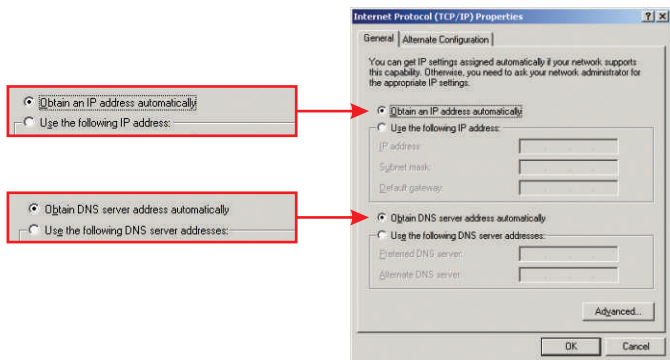 Internet Protocol (TCP/IP) Properties
? X
General
Alternate Configuration
You can get IP settings assigned automatically if your network supports
this capability. Otherwise, you need to ask your network administrator for
the appropriate IP settings.
Obtain an IP address automatically
Use the following IP address:
IP address:
Subnet mask:
Default gateway:
Obtain DNS server address automatically
Use the following DNS server addresses:
Preferred DNS server:
Alternate DNS server:
Advanced...
OK
Cancel
Obtain an IP address automatically
Use the following IP address:
Obtain DNS server address automatically
Use the following DNS server addresses: